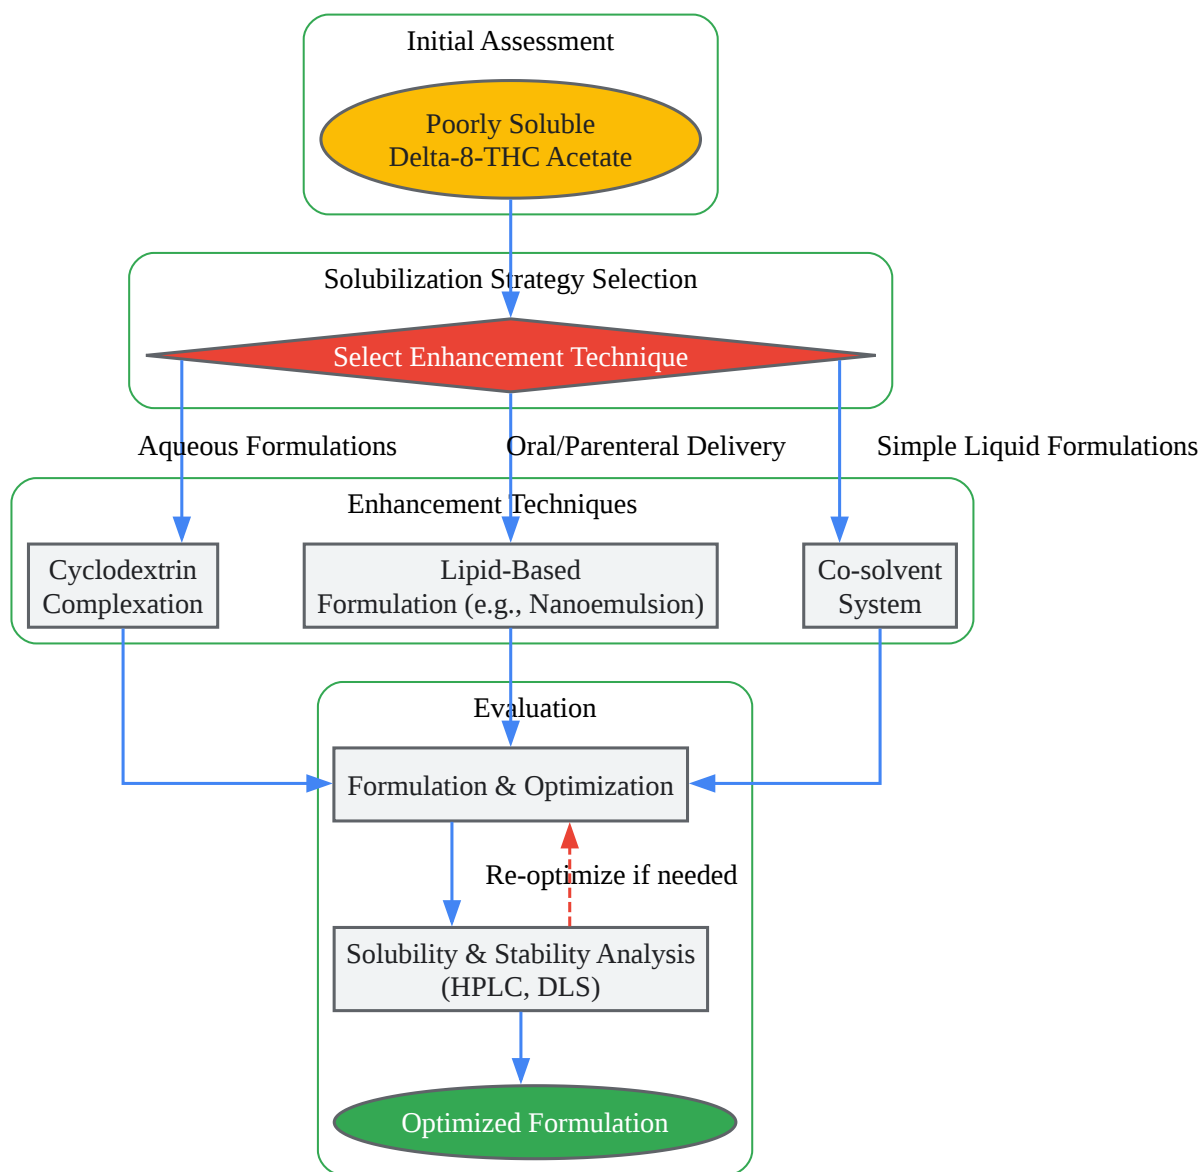 Initial Assessment
Poorly Soluble
Delta-8-THC Acetate
Solubilization Strategy Selection
Select Enhancement Technique
Aqueous Formulations
Oral/Parenteral Delivery
Simple Liquid Formulations
Enhancement Techniques
Cyclodextrin
Complexation
Lipid-Based
Formulation (e.g., Nanoemulsion)
Co-solvent
System
Evaluation
Formulation & Optimization
Re-optimize if needed
Solubility & Stability Analysis
(HPLC, DLS)
Optimized Formulation